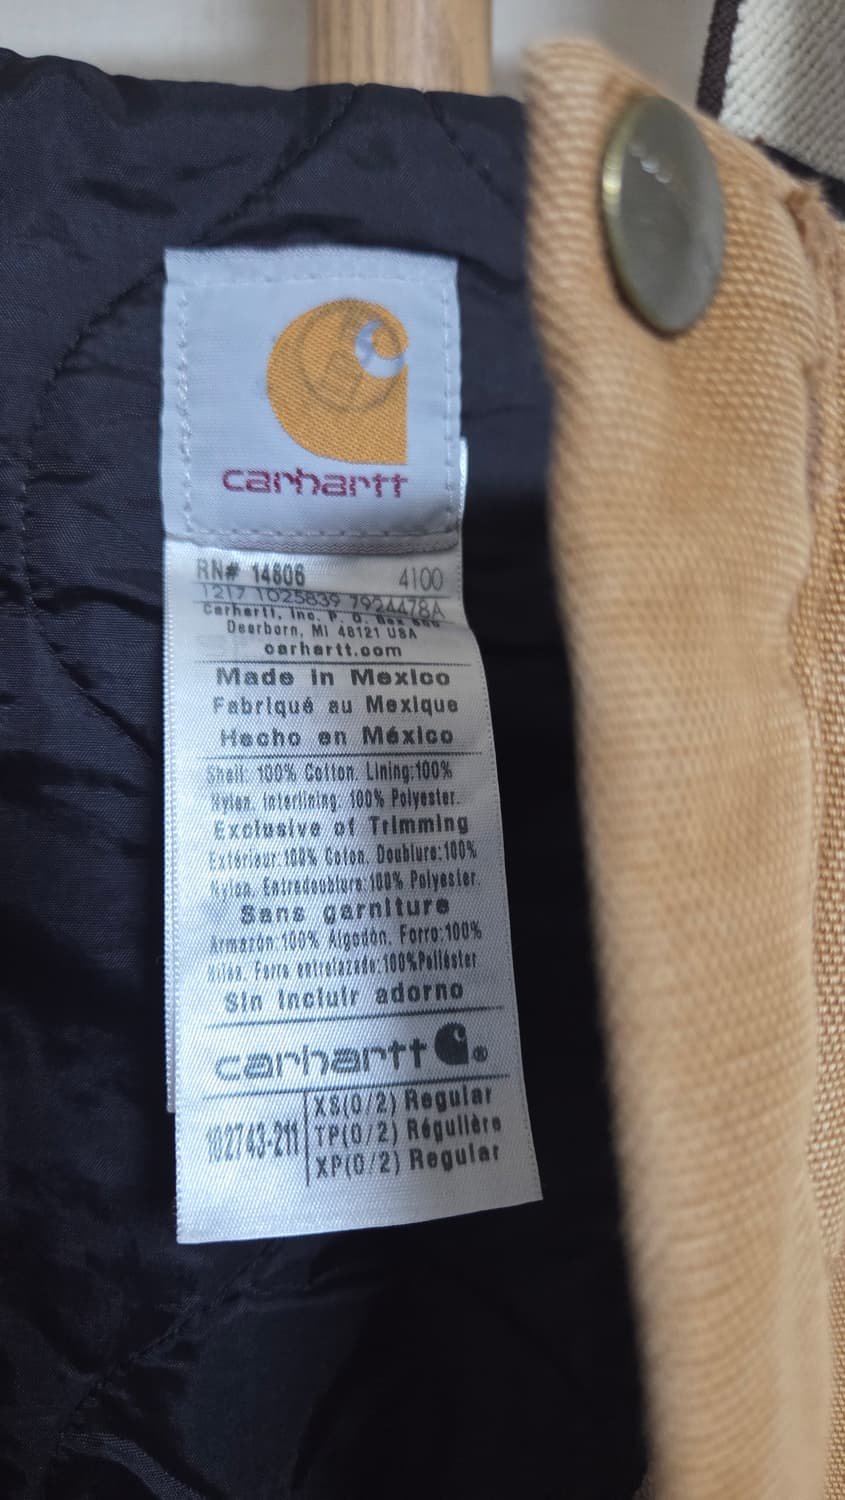 carhartt
RN# 14806 4100
1217 1025839 7924478A
Carhartt, Inc. P. O. Box
Dearborn, MI 48121 USA
carhartt.com
Made in Mexico
Fabriqué au Mexique
Hecho en México
Shell: 100% Cotton. Lining:100%
Nylon. Interlining: 100% Polyester.
Exclusive of Trimming
Extérieur:100% Coton. Doublure:100%
Nylon. Entredoublure:100% Polyester.
Sans garniture
Armazón:100% Algodón. Forro:100%
Nilón. Forro entrelazado:100%Poliéster
Sin incluir adorno
carhartt ®
102743-211
XS(0/2) Regular
TP(0/2) Régulière
XP(0/2) Regular